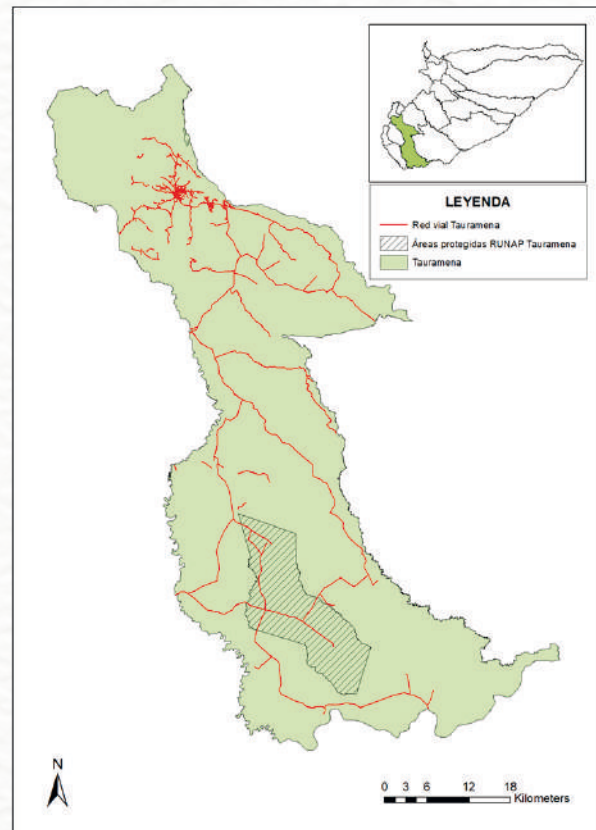 LEYENDA
Red vial Tauramena
Áreas protegidas RUNAP Tauramena
Tauramena
N
0 3 6 12 18
Kilometers